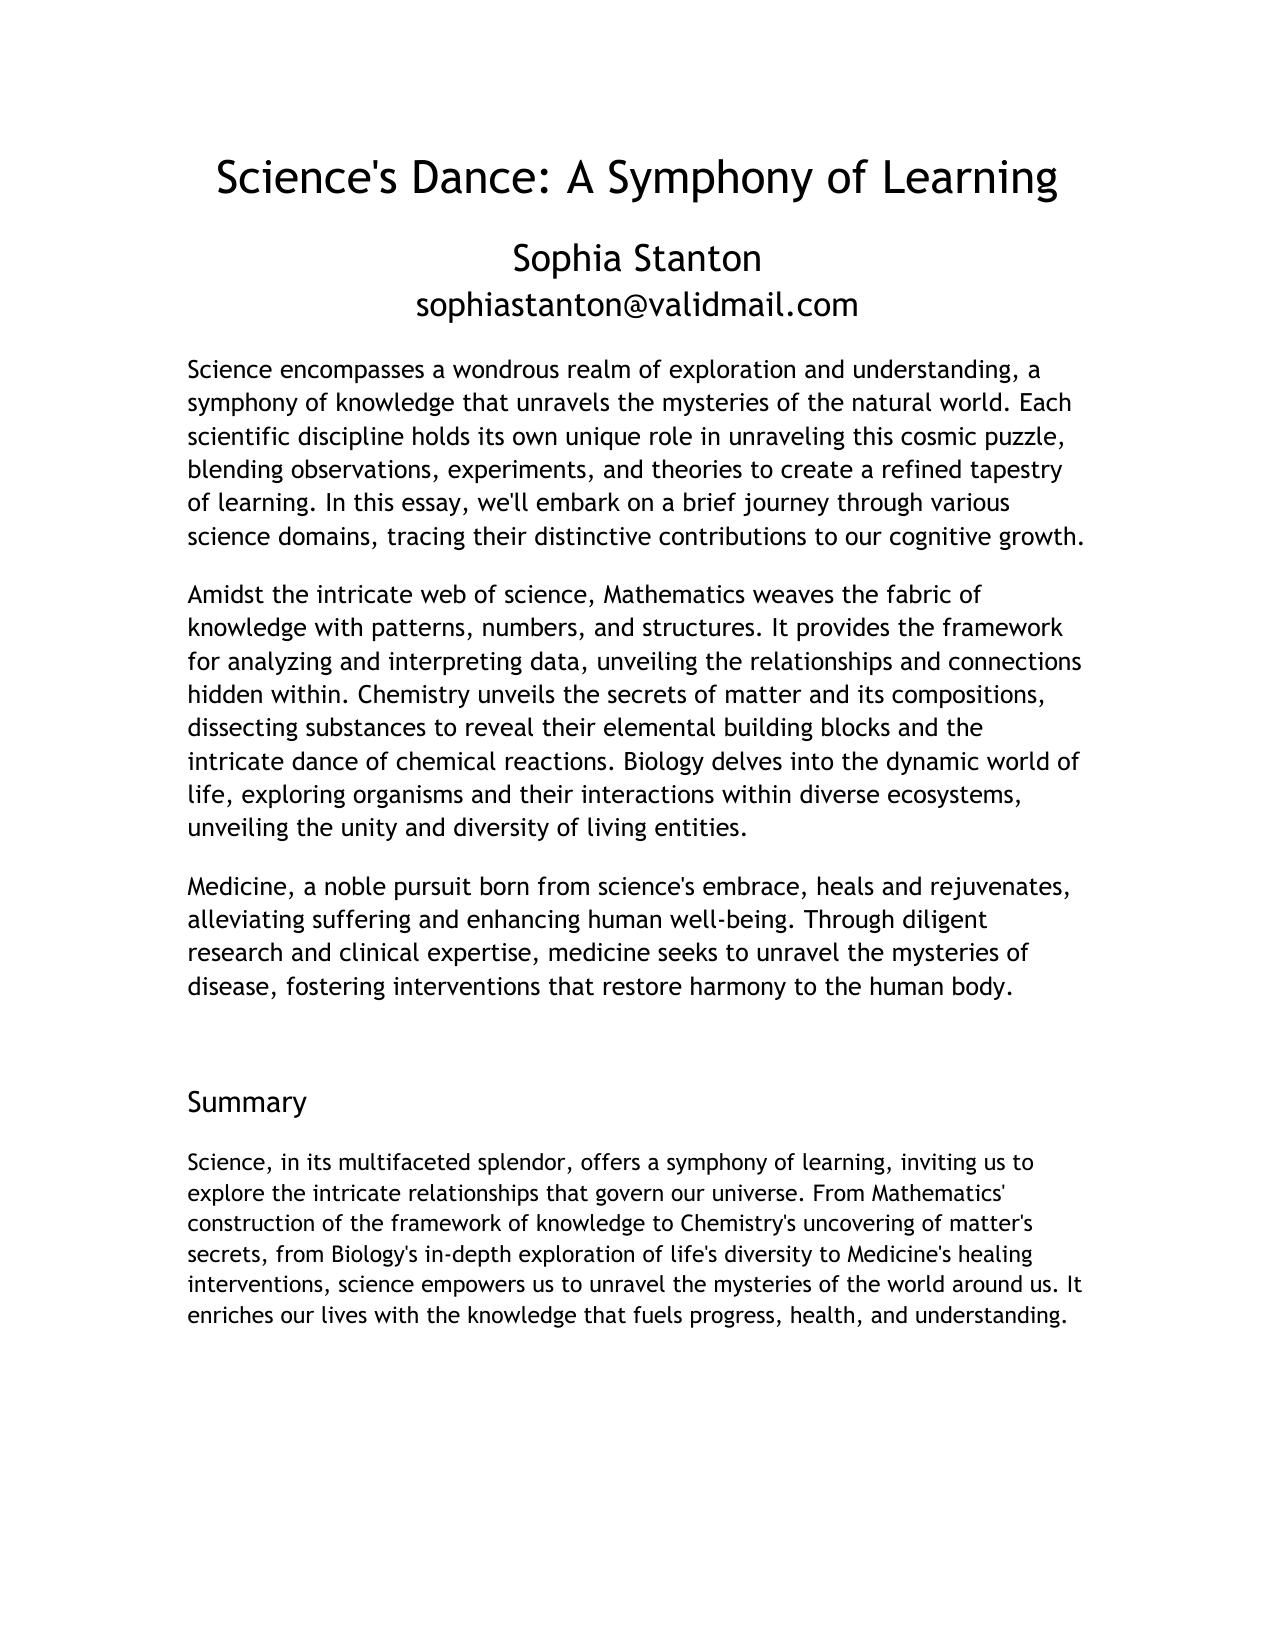 Science's Dance: A Symphony of Learning
Sophia Stanton
sophiastanton@validmail.com
Science encompasses a wondrous realm of exploration and understanding, a
symphony of knowledge that unravels the mysteries of the natural world. Each
scientific discipline holds its own unique role in unraveling this cosmic puzzle,
blending observations, experiments, and theories to create a refined tapestry
of learning. In this essay, we'll embark on a brief journey through various
science domains, tracing their distinctive contributions to our cognitive growth.
Amidst the intricate web of science, Mathematics weaves the fabric of
knowledge with patterns, numbers, and structures. It provides the framework
for analyzing and interpreting data, unveiling the relationships and connections
hidden within. Chemistry unveils the secrets of matter and its compositions,
dissecting substances to reveal their elemental building blocks and the
intricate dance of chemical reactions. Biology delves into the dynamic world of
life, exploring organisms and their interactions within diverse ecosystems,
unveiling the unity and diversity of living entities.
Medicine, a noble pursuit born from science's embrace, heals and rejuvenates,
alleviating suffering and enhancing human well-being. Through diligent
research and clinical expertise, medicine seeks to unravel the mysteries of
disease, fostering interventions that restore harmony to the human body.
Summary
Science, in its multifaceted splendor, offers a symphony of learning, inviting us to
explore the intricate relationships that govern our universe. From Mathematics'
construction of the framework of knowledge to Chemistry's uncovering of matter's
secrets, from Biology's in-depth exploration of life's diversity to Medicine's healing
interventions, science empowers us to unravel the mysteries of the world around us. It
enriches our lives with the knowledge that fuels progress, health, and understanding.